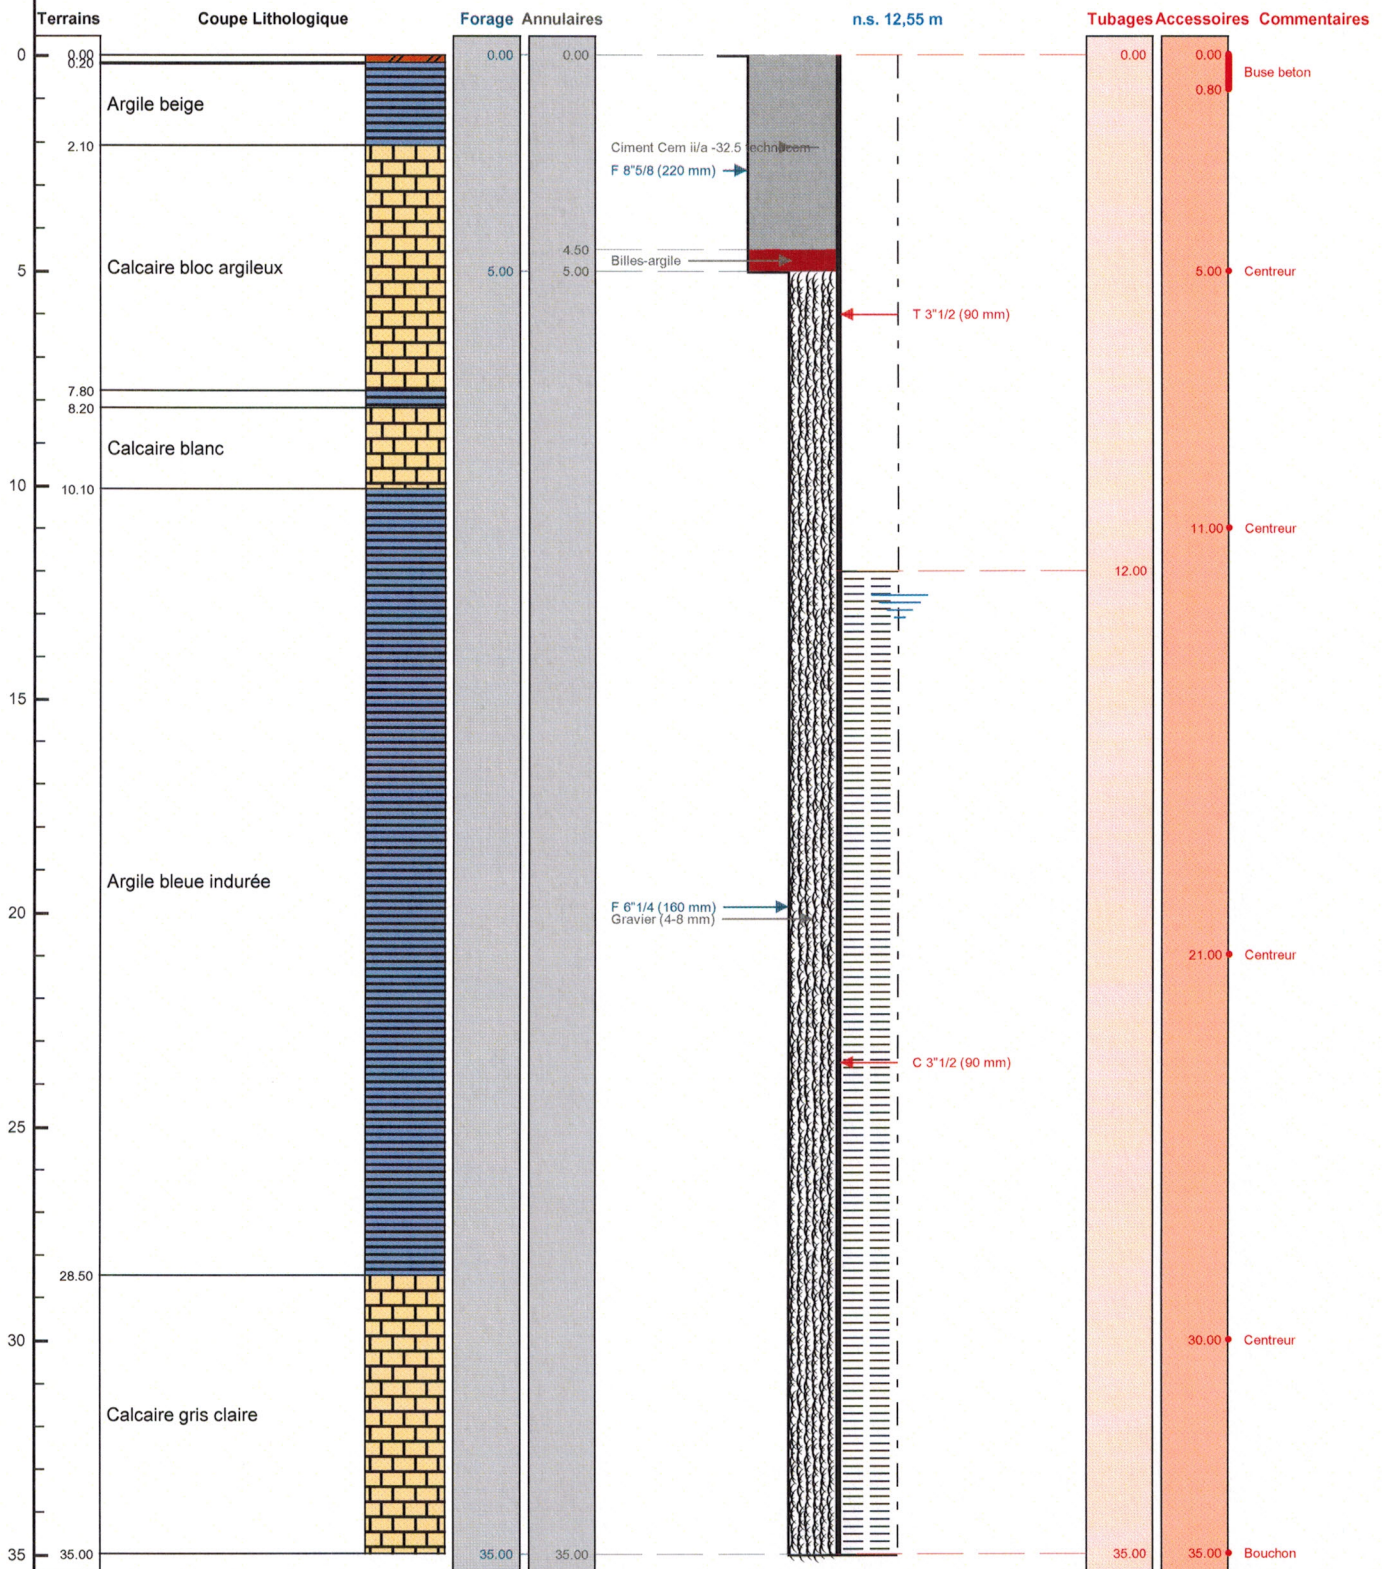 Terrains Coupe Lithologique Forage Annulaires n.s. 12,55 m Tubages Accessoires Commentaires
0 0.00 0.00 0.00 0.00 0.00
0.20
Buse beton
0.80
Argile beige
2.10
Ciment Cem ii/a -32.5 technocem
F 8"5/8 (220 mm)
4.50
Billes-argile
Calcaire bloc argileux
5 5.00 5.00 5.00 Centreur
T 3"1/2 (90 mm)
7.80
8.20
Calcaire blanc
10
10.10
11.00 Centreur
12.00
15
Argile bleue indurée
F 6"1/4 (160 mm)
20
Gravier (4-8 mm)
21.00 Centreur
C 3"1/2 (90 mm)
25
28.50
30 30.00 Centreur
Calcaire gris claire
35 35.00 35.00 35.00 35.00 35.00 Bouchon